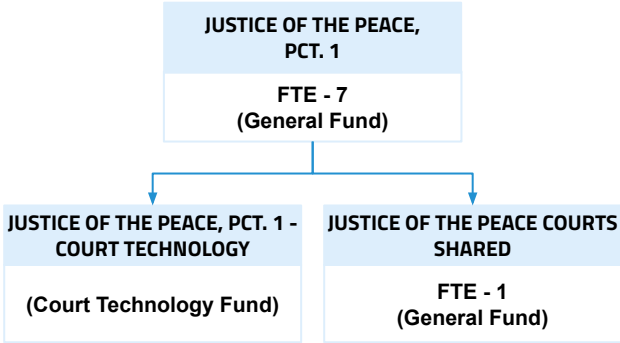 JUSTICE OF THE PEACE,
PCT. 1
FTE - 7
(General Fund)
JUSTICE OF THE PEACE, PCT. 1 -
COURT TECHNOLOGY
(Court Technology Fund)
JUSTICE OF THE PEACE COURTS
SHARED
FTE - 1
(General Fund)